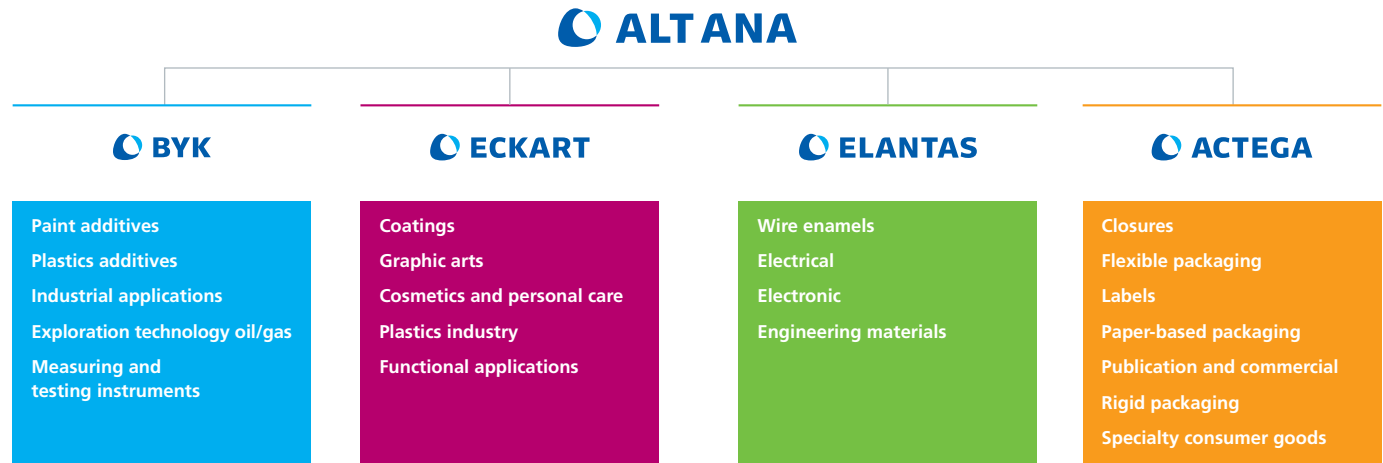 ALTANA
BYK
ECKART
ELANTAS
ACTEGA
Paint additives
Plastics additives
Industrial applications
Exploration technology oil/gas
Measuring and
testing instruments
Coatings
Graphic arts
Cosmetics and personal care
Plastics industry
Functional applications
Wire enamels
Electrical
Electronic
Engineering materials
Closures
Flexible packaging
Labels
Paper-based packaging
Publication and commercial
Rigid packaging
Specialty consumer goods